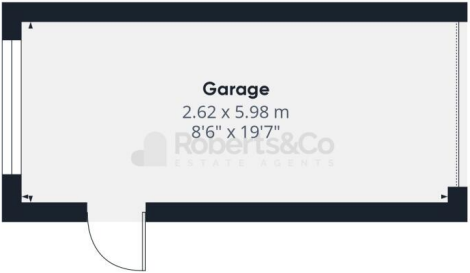 Garage
2.62 x 5.98 m
8'6" x 19'7"
Roberts&Co
ESTATE AGENTS